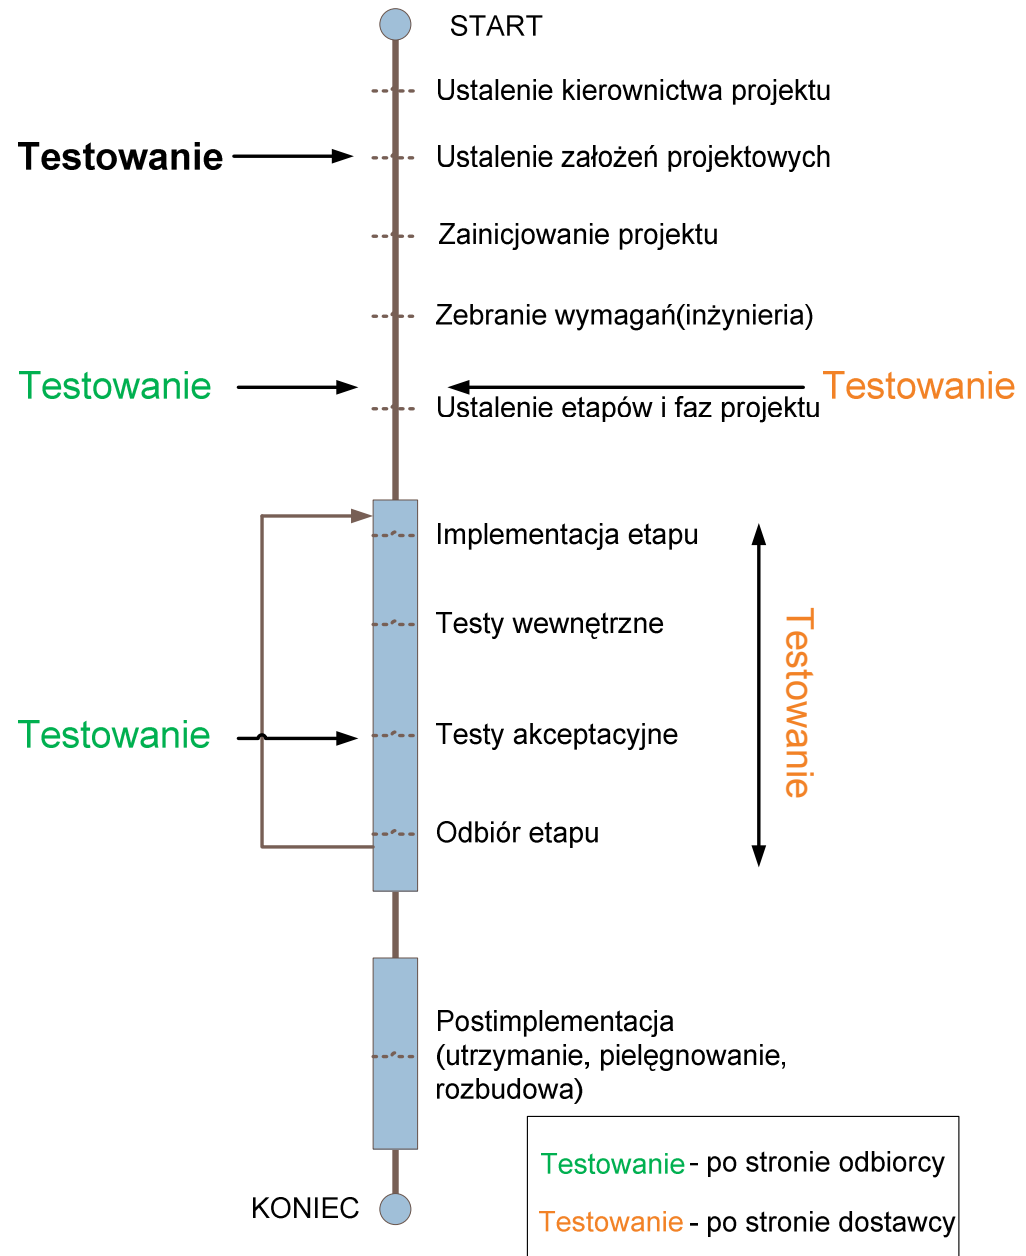 START
Ustalenie kierownictwa projektu
Testowanie
Ustalenie założeń projektowych
Zainicjowanie projektu
Zebranie wymagań(inżynieria)
Testowanie
Testowanie
Ustalenie etapów i faz projektu
Implementacja etapu
Testy wewnętrzne
Testowanie
Testowanie
Testy akceptacyjne
Odbiór etapu
Postimplementacja
(utrzymanie, pielęgnowanie,
rozbudowa)
Testowanie - po stronie odbiorcy
KONIEC
Testowanie - po stronie dostawcy